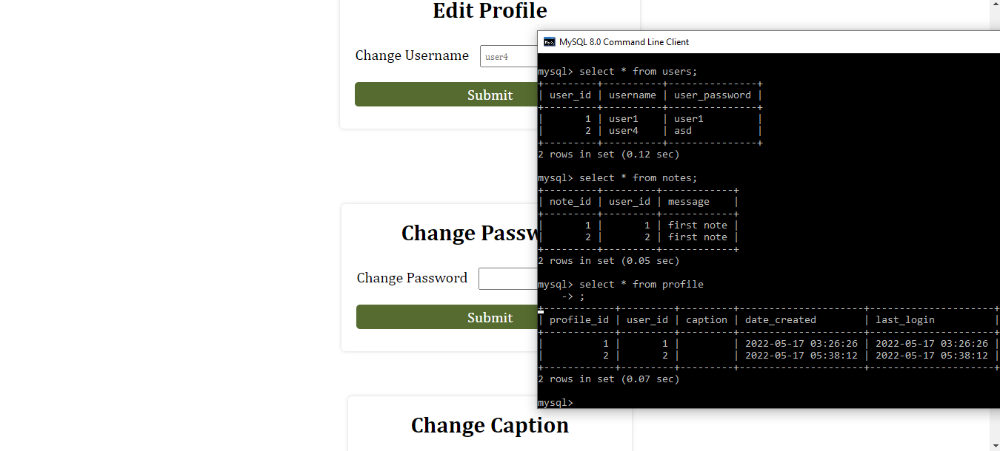 Edit Profile
Change Username user4
Submit
Change Passw
Change Password
Submit
Change Caption
MySQL 8.0 Command Line Client
mysql> select * from users;
+---------+----------+---------------+
| user_id | username | user_password |
+---------+----------+---------------+
| 1 | user1 | user1 |
| 2 | user4 | asd |
+---------+----------+---------------+
2 rows in set (0.12 sec)
mysql> select * from notes;
+---------+---------+------------+
| note_id | user_id | message |
+---------+---------+------------+
| 1 | 1 | first note |
| 2 | 2 | first note |
+---------+---------+------------+
2 rows in set (0.05 sec)
mysql> select * from profile
-> ;
+------------+---------+---------+---------------------+---------------------+
| profile_id | user_id | caption | date_created | last_login |
+------------+---------+---------+---------------------+---------------------+
| 1 | 1 | | 2022-05-17 03:26:26 | 2022-05-17 03:26:26 |
| 2 | 2 | | 2022-05-17 05:38:12 | 2022-05-17 05:38:12 |
+------------+---------+---------+---------------------+---------------------+
2 rows in set (0.07 sec)
mysql>